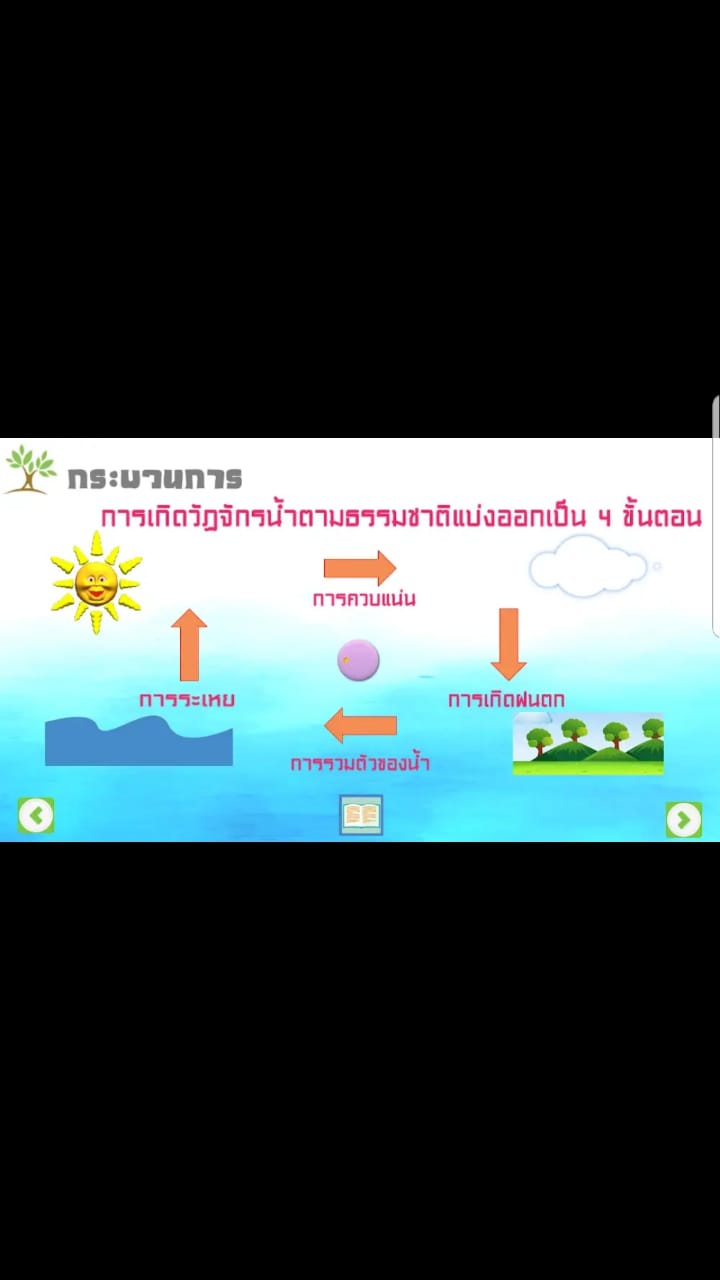 กระบวนการ
การเกิดวัฏจักรน้ำตามธรรมชาติแบ่งออกเป็น ๔ ขั้นตอน
การควบแน่น
การระเหย
การเกิดฝนตก
การรวมตัวของน้ำ